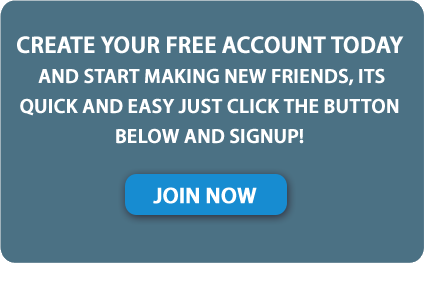 CREATE YOUR FREE ACCOUNT TODAY
AND START MAKING NEW FRIENDS, ITS
QUICK AND EASY JUST CLICK THE BUTTON
BELOW AND SIGNUP!
JOIN NOW